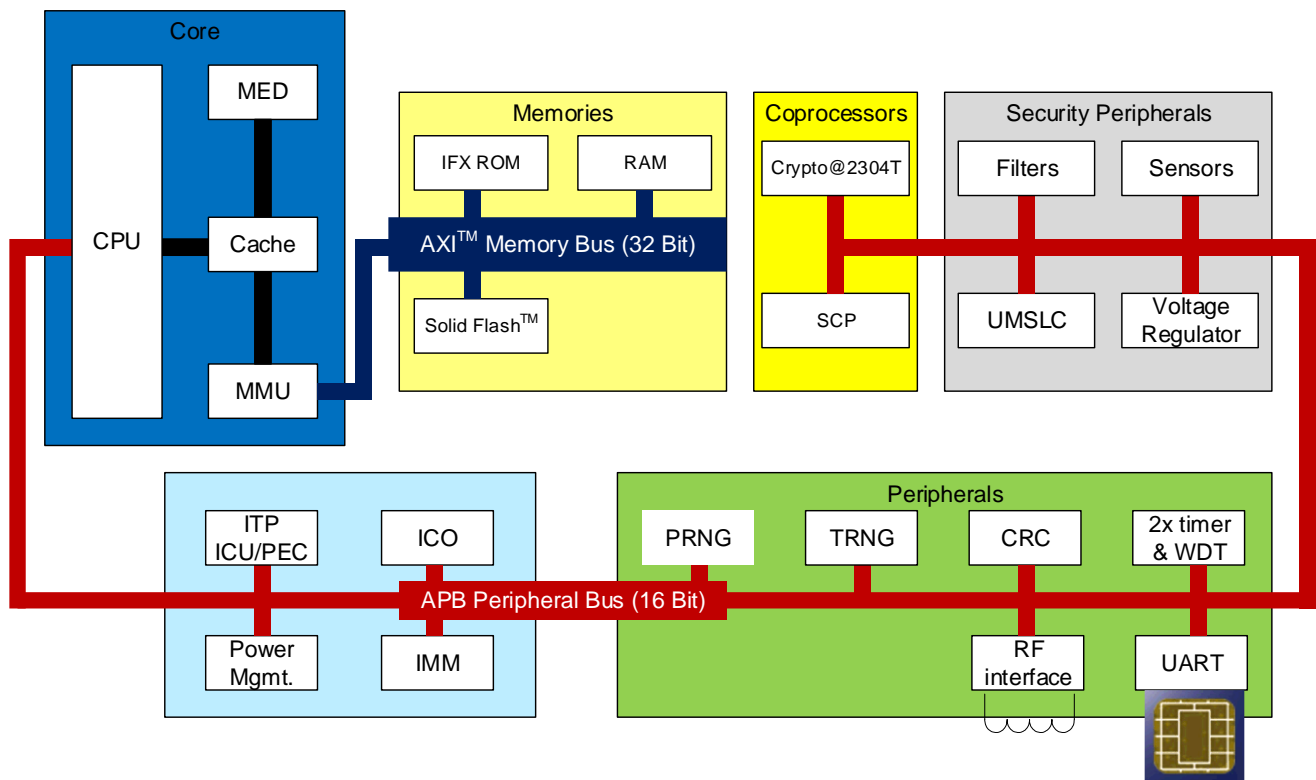 Core
CPU
MED
Cache
MMU
Memories
IFX ROM
RAM
AXI™ Memory Bus (32 Bit)
Solid Flash™
Coprocessors
Crypto@2304T
SCP
Security Peripherals
Filters
Sensors
UMSLC
Voltage
Regulator
ITP
ICU/PEC
ICO
APB Peripheral Bus (16 Bit)
Power
Mgmt.
IMM
Peripherals
PRNG
TRNG
CRC
2x timer
& WDT
RF
interface
UART